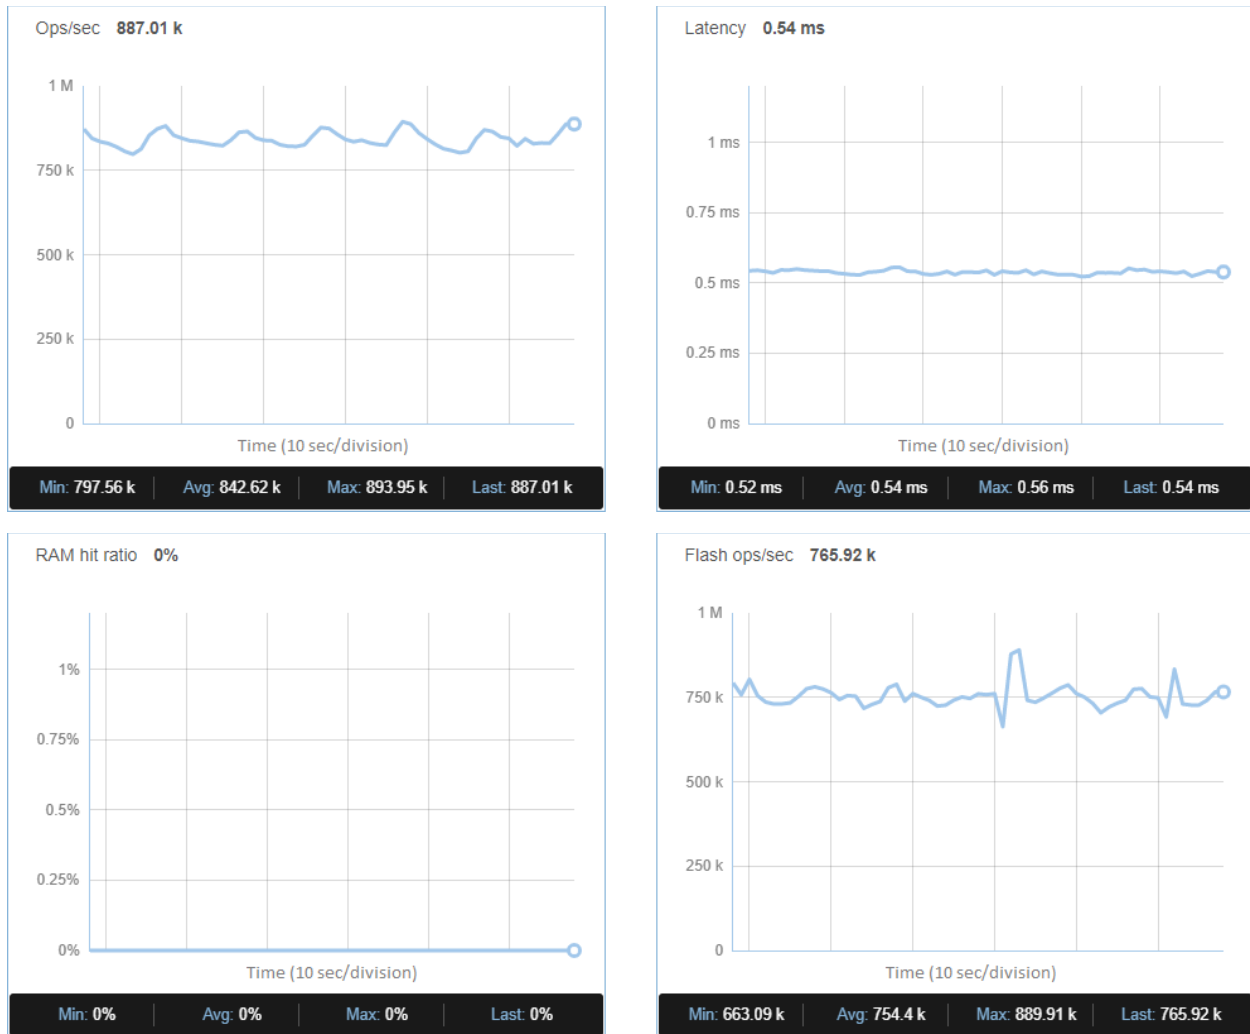 Ops/sec 887.01 k
1 M
750 k
500 k
250 k
0
Time (10 sec/division)
Min: 797.56 k Avg: 842.62 k Max: 893.95 k Last: 887.01 k
Latency 0.54 ms
1 ms
0.75 ms
0.5 ms
0.25 ms
0 ms
Time (10 sec/division)
Min: 0.52 ms Avg: 0.54 ms Max: 0.56 ms Last: 0.54 ms
RAM hit ratio 0%
1%
0.75%
0.5%
0.25%
0%
Time (10 sec/division)
Min: 0% Avg: 0% Max: 0% Last: 0%
Flash ops/sec 765.92 k
1 M
750 k
500 k
250 k
0
Time (10 sec/division)
Min: 663.09 k Avg: 754.4 k Max: 889.91 k Last: 765.92 k